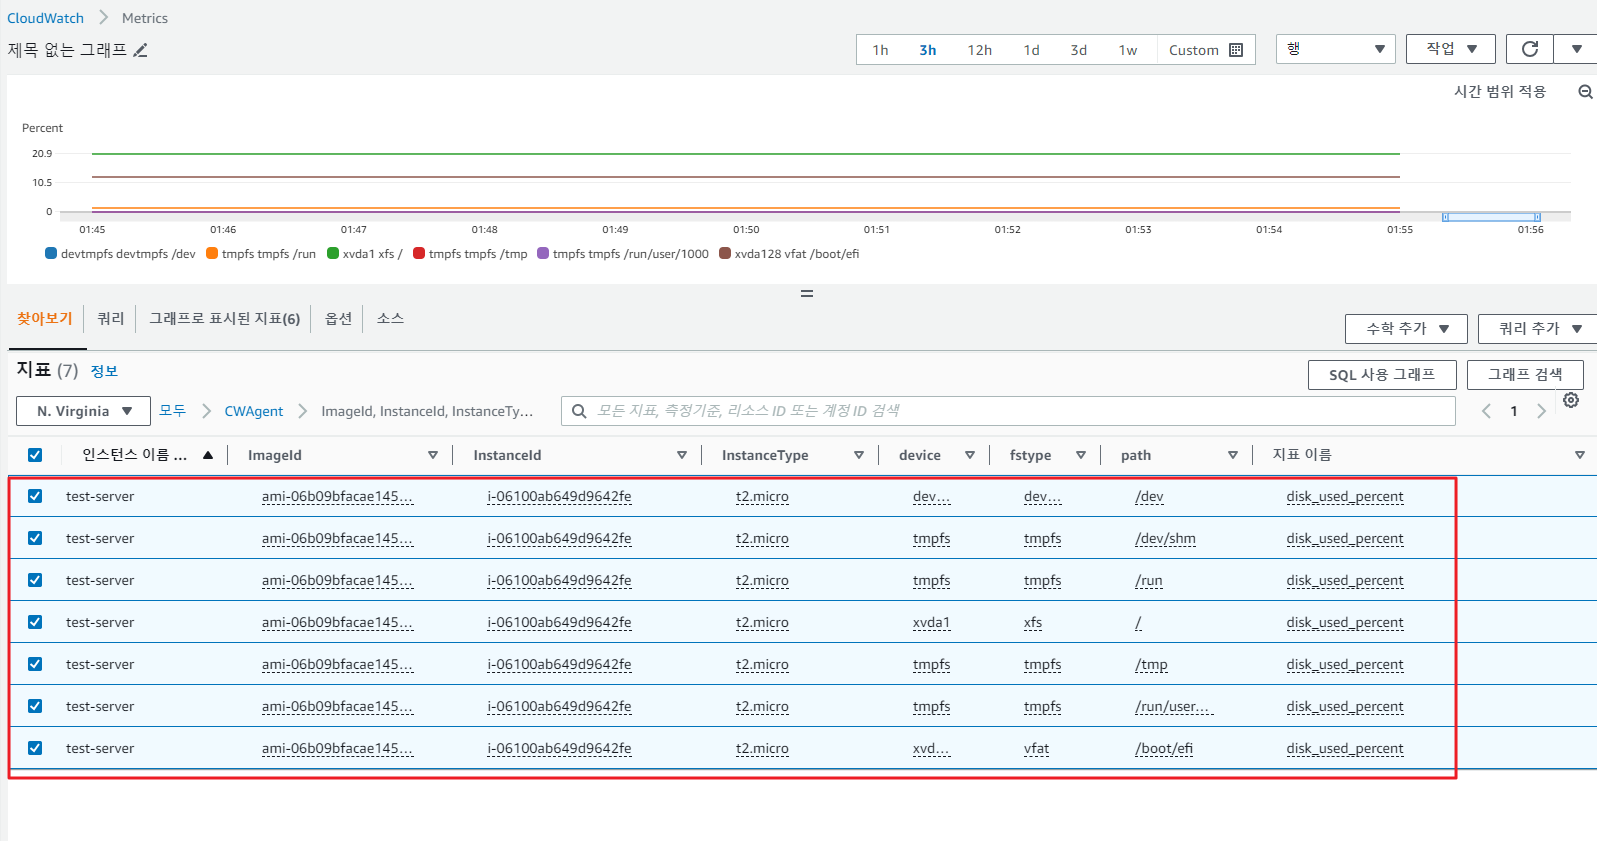 CloudWatch > Metrics
제목 없는 그래프
1h 3h 12h 1d 3d 1w Custom 행 작업
시간 범위 적용
Percent
20.9
10.5
0
01:45 01:46 01:47 01:48 01:49 01:50 01:51 01:52 01:53 01:54 01:55 01:56
devtmpfs devtmpfs /dev tmpfs tmpfs /run xvda1 xfs / tmpfs tmpfs /tmp tmpfs tmpfs /run/user/1000 xvda128 vfat /boot/efi
찾아보기 쿼리 그래프로 표시된 지표(6) 옵션 소스
수학 추가 쿼리 추가
지표 (7) 정보
SQL 사용 그래프 그래프 검색
N. Virginia 모두 > CWAgent > ImageId, InstanceId, InstanceTy... 모든 지표, 측정기준, 리소스 ID 또는 계정 ID 검색 < 1 >
인스턴스 이름 ... ImageId InstanceId InstanceType device fstype path 지표 이름
test-server ami-06b09bfacae145... i-06100ab649d9642fe t2.micro dev... dev... /dev disk_used_percent
test-server ami-06b09bfacae145... i-06100ab649d9642fe t2.micro tmpfs tmpfs /dev/shm disk_used_percent
test-server ami-06b09bfacae145... i-06100ab649d9642fe t2.micro tmpfs tmpfs /run disk_used_percent
test-server ami-06b09bfacae145... i-06100ab649d9642fe t2.micro xvda1 xfs / disk_used_percent
test-server ami-06b09bfacae145... i-06100ab649d9642fe t2.micro tmpfs tmpfs /tmp disk_used_percent
test-server ami-06b09bfacae145... i-06100ab649d9642fe t2.micro tmpfs tmpfs /run/user... disk_used_percent
test-server ami-06b09bfacae145... i-06100ab649d9642fe t2.micro xvd... vfat /boot/efi disk_used_percent